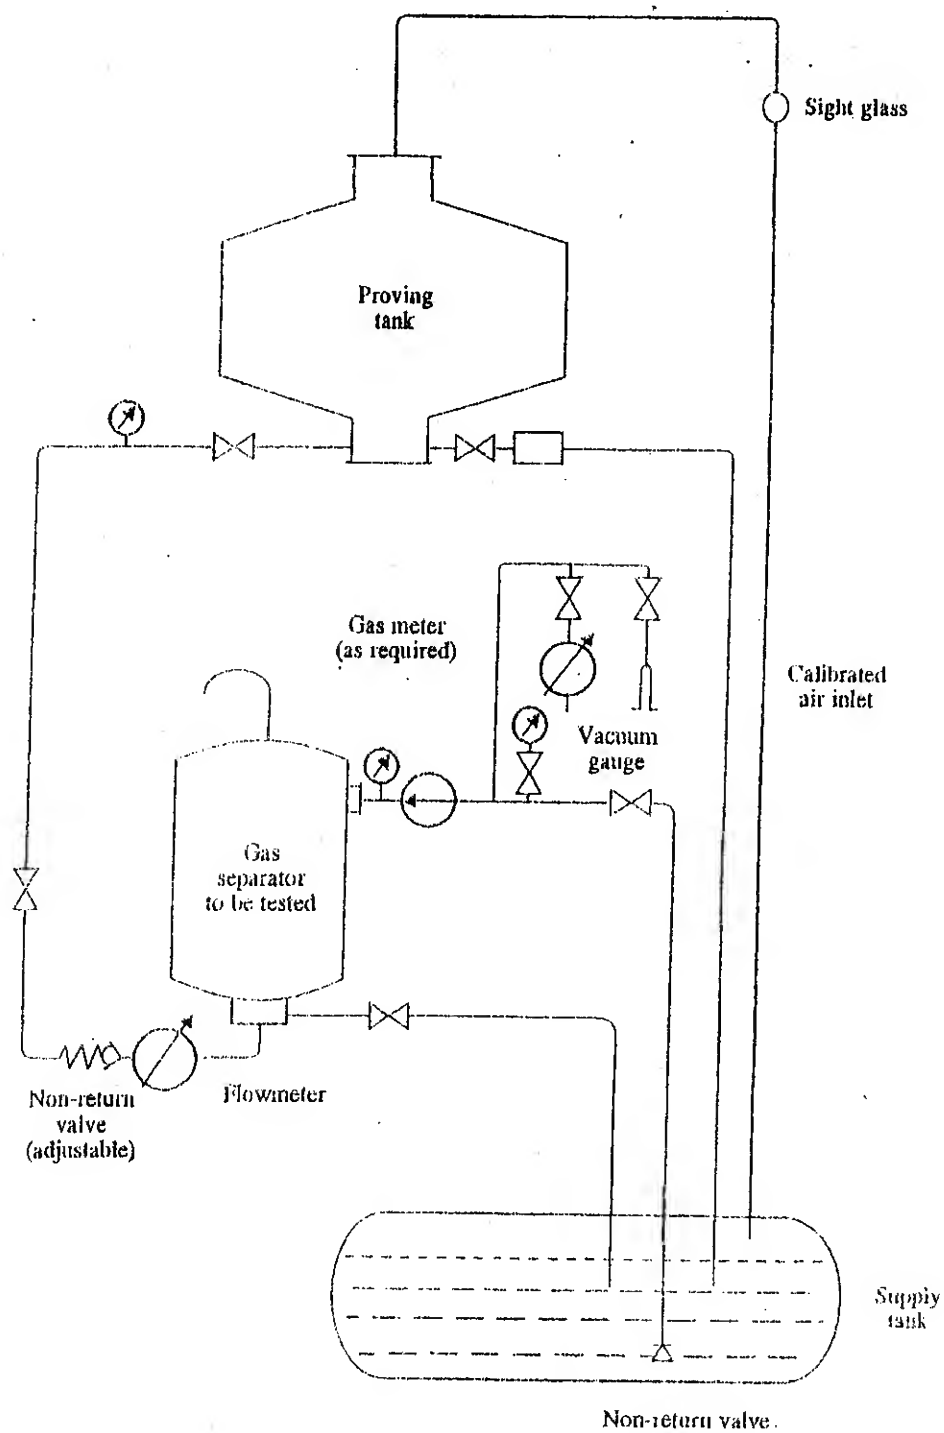 Sight glass
Proving
tank
Gas meter
(as required)
Calibrated
air inlet
Vacuum
gauge
Gas
separator
to be tested
Flowmeter
Non-return
valve
(adjustable)
Supply
tank
Non-return valve.